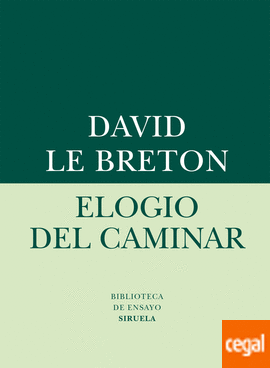 DAVID
LE BRETON
ELOGIO
DEL CAMINAR
BIBLIOTECA
DE ENSAYO
SIRUELA
cegal